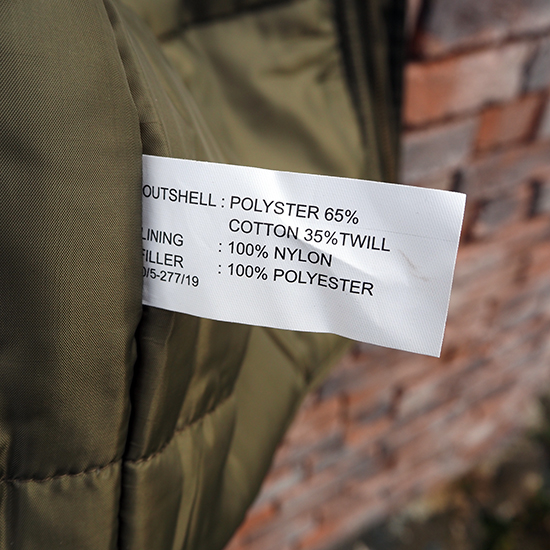 OUTSHELL : POLYSTER 65%
COTTON 35%TWILL
LINING : 100% NYLON
FILLER : 100% POLYESTER
O/5-277/19